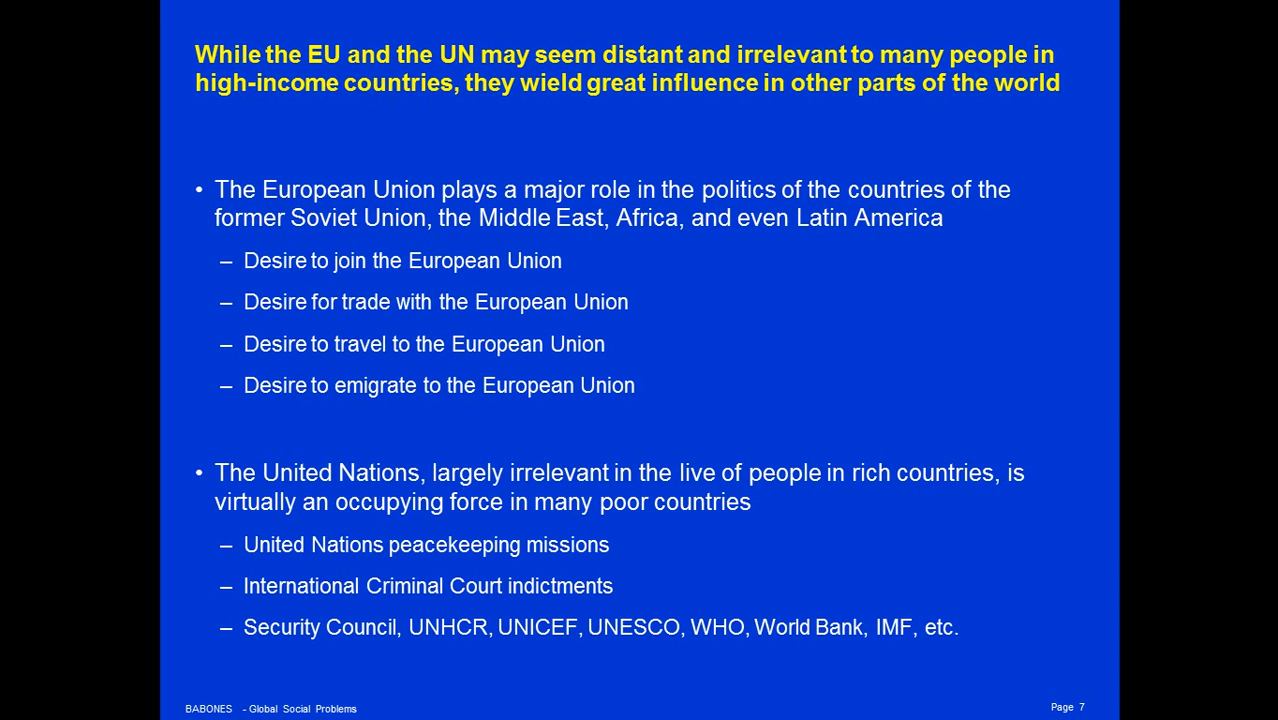 While the EU and the UN may seem distant and irrelevant to many people in
high-income countries, they wield great influence in other parts of the world
• The European Union plays a major role in the politics of the countries of the
former Soviet Union, the Middle East, Africa, and even Latin America
– Desire to join the European Union
– Desire for trade with the European Union
– Desire to travel to the European Union
– Desire to emigrate to the European Union
• The United Nations, largely irrelevant in the live of people in rich countries, is
virtually an occupying force in many poor countries
– United Nations peacekeeping missions
– International Criminal Court indictments
– Security Council, UNHCR, UNICEF, UNESCO, WHO, World Bank, IMF, etc.
BABONES - Global Social Problems
Page 7